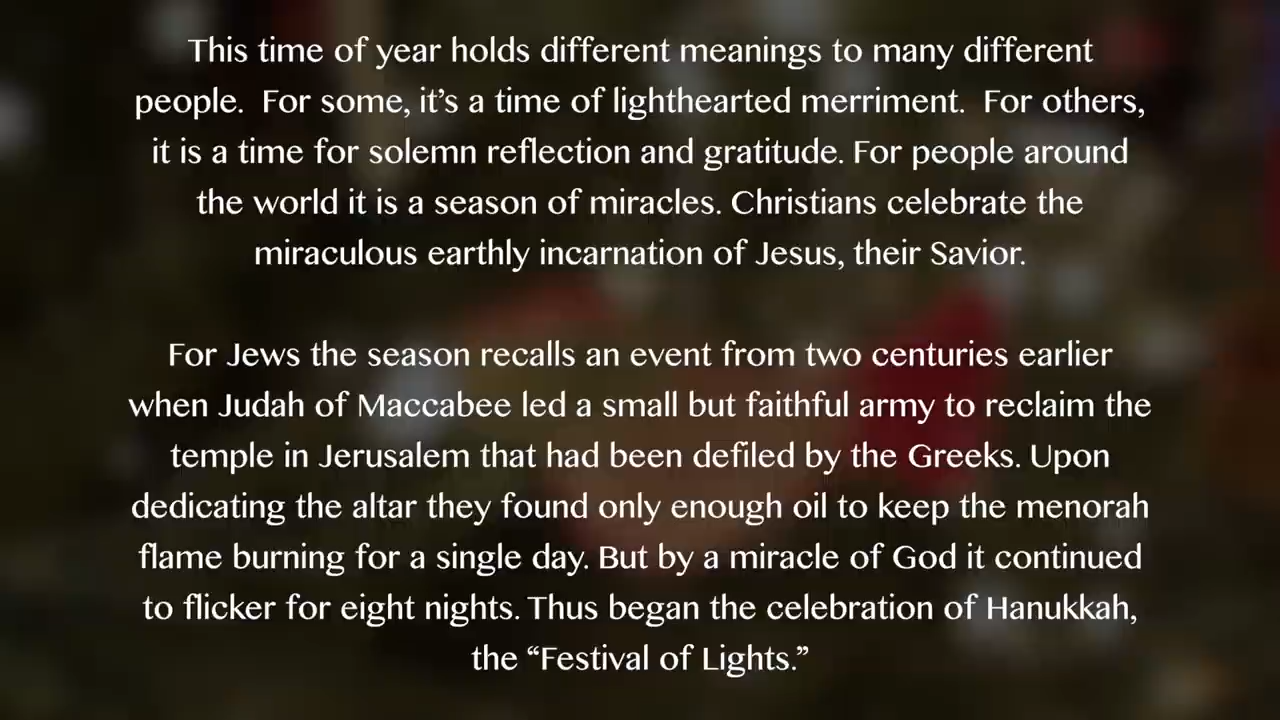 This time of year holds different meanings to many different
people.  For some, it’s a time of lighthearted merriment.  For others,
it is a time for solemn reflection and gratitude. For people around
the world it is a season of miracles. Christians celebrate the
miraculous earthly incarnation of Jesus, their Savior.
For Jews the season recalls an event from two centuries earlier
when Judah of Maccabee led a small but faithful army to reclaim the
temple in Jerusalem that had been defiled by the Greeks. Upon
dedicating the altar they found only enough oil to keep the menorah
flame burning for a single day. But by a miracle of God it continued
to flicker for eight nights. Thus began the celebration of Hanukkah,
the “Festival of Lights.”